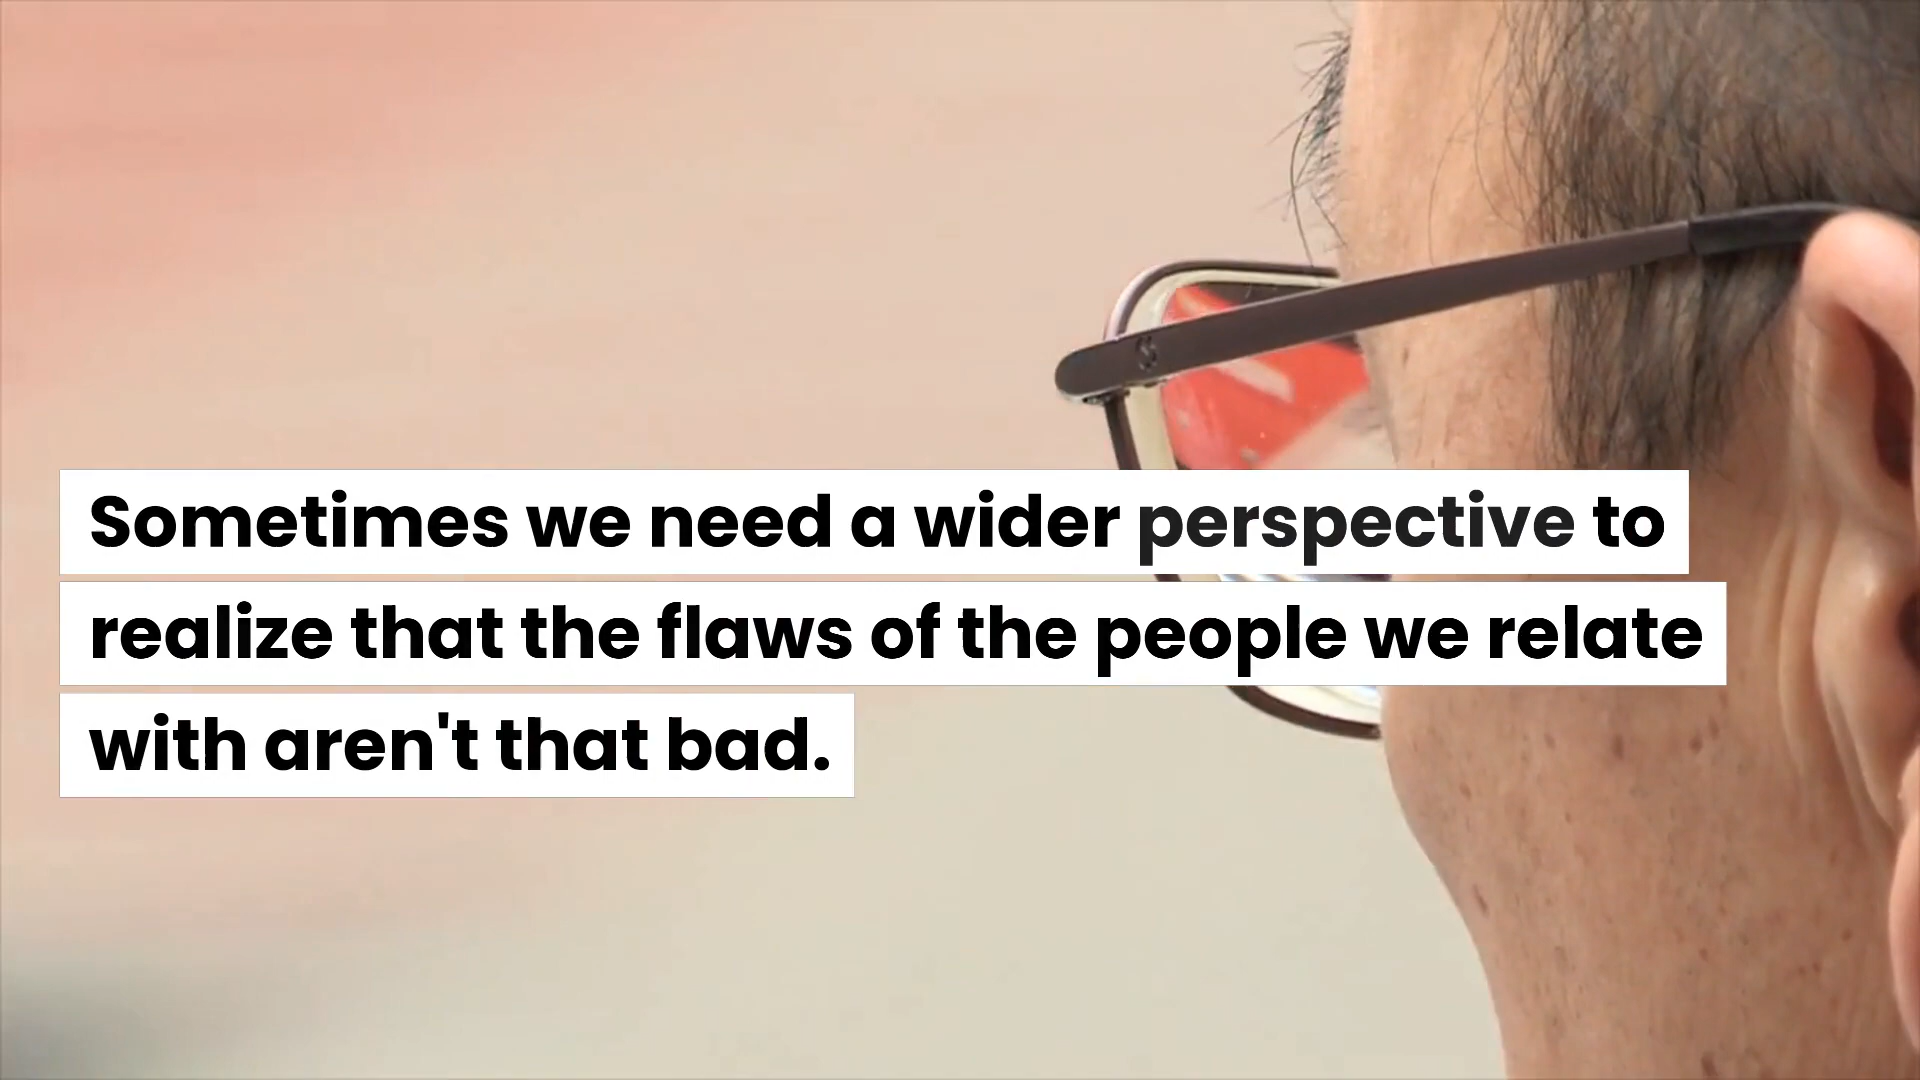 Sometimes we need a wider perspective to
realize that the flaws of the people we relate
with aren't that bad.